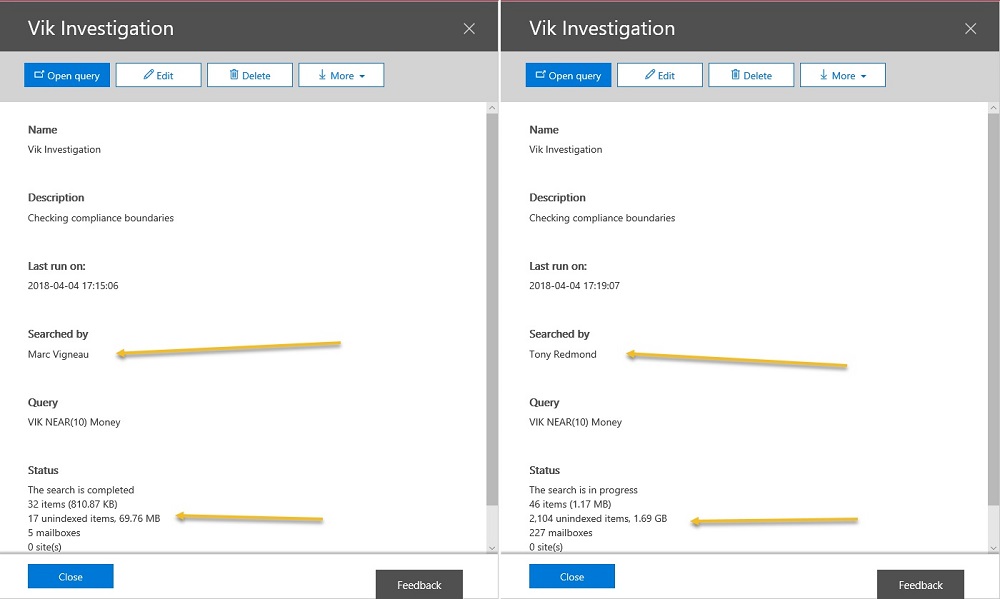 Vik Investigation
Open query Edit Delete More
Name
Vik Investigation
Description
Checking compliance boundaries
Last run on:
2018-04-04 17:15:06
Searched by
Marc Vigneau
Query
VIK NEAR(10) Money
Status
The search is completed
32 items (810.87 KB)
17 unindexed items, 69.76 MB
5 mailboxes
0 site(s)
Close
Feedback
Vik Investigation
Open query Edit Delete More
Name
Vik Investigation
Description
Checking compliance boundaries
Last run on:
2018-04-04 17:19:07
Searched by
Tony Redmond
Query
VIK NEAR(10) Money
Status
The search is in progress
46 items (1.17 MB)
2,104 unindexed items, 1.69 GB
227 mailboxes
0 site(s)
Close
Feedback